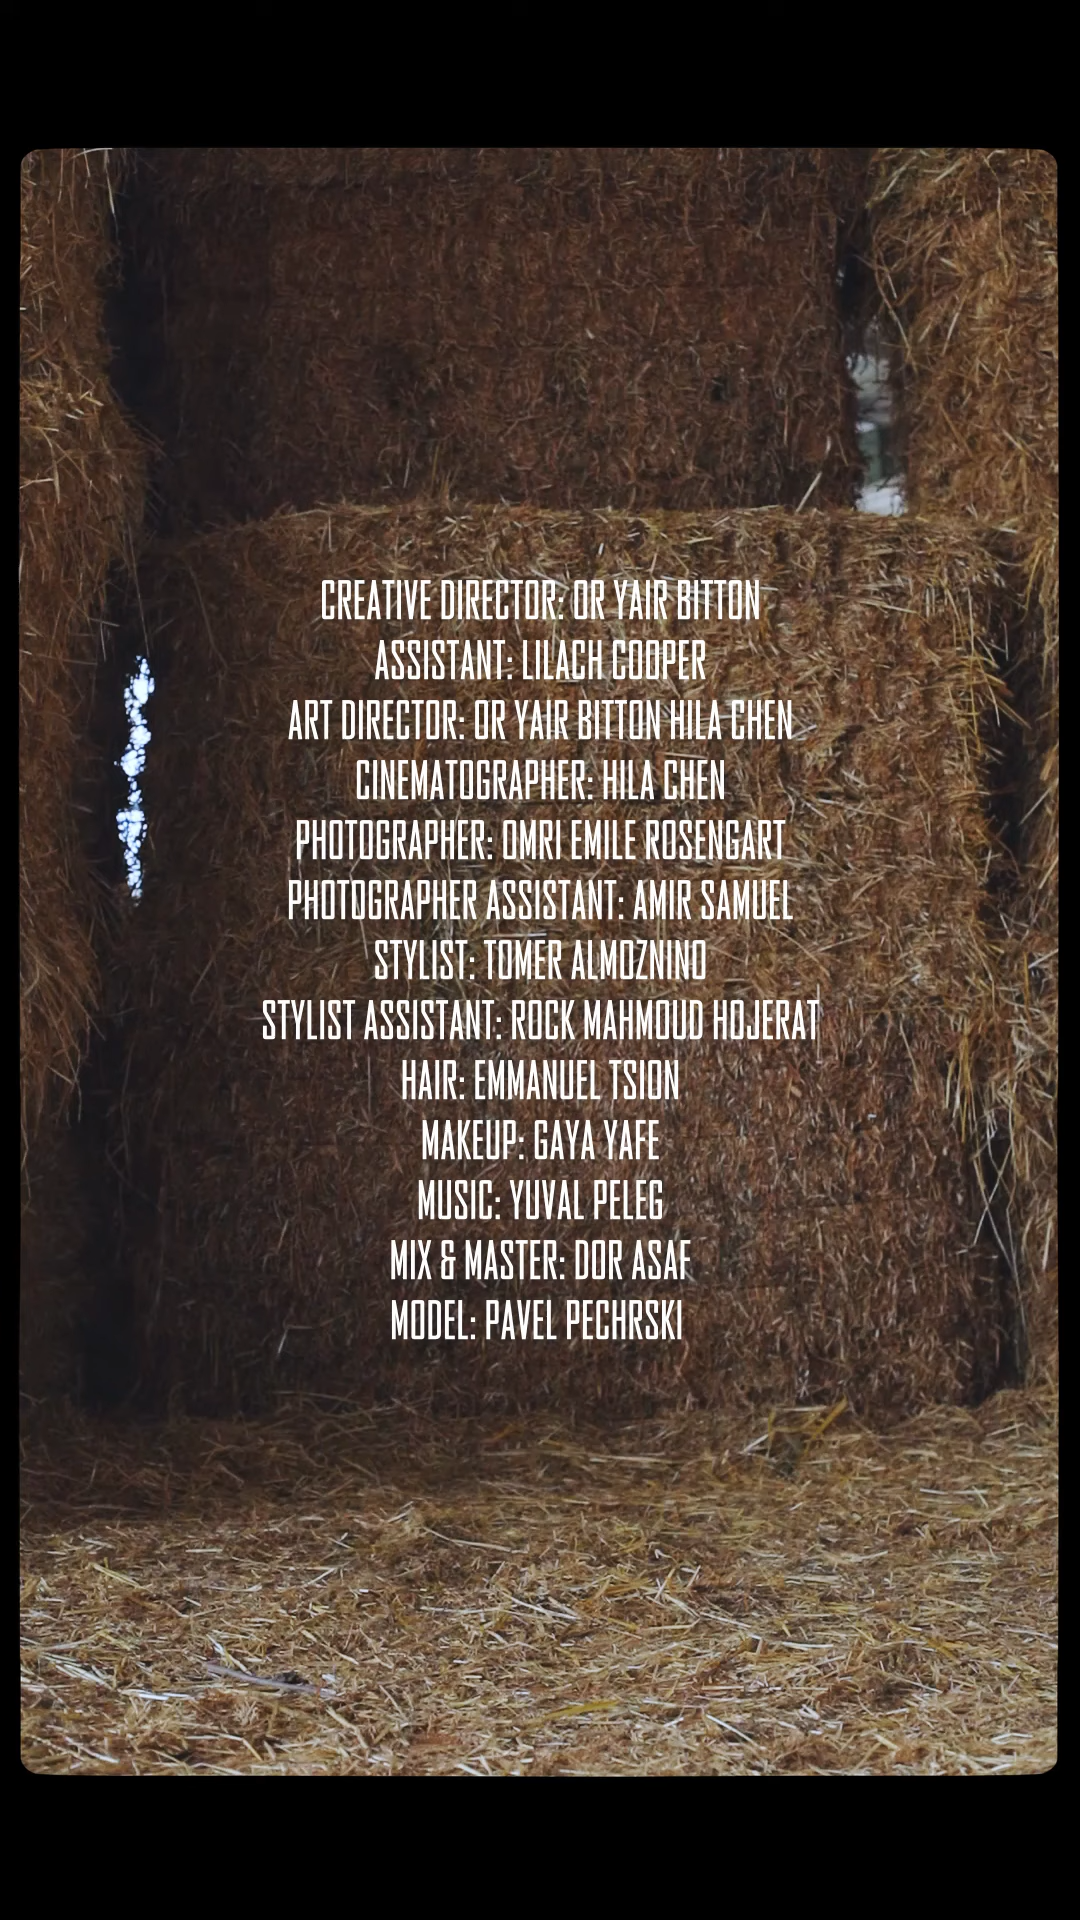 CREATIVE DIRECTOR: OR YAIR BITTON
ASSISTANT: LILACH COOPER
ART DIRECTOR: OR YAIR BITTON HILA CHEN
CINEMATOGRAPHER: HILA CHEN
PHOTOGRAPHER: OMRI EMILE ROSENGART
PHOTOGRAPHER ASSISTANT: AMIR SAMUEL
STYLIST: TOMER ALMOZNINO
STYLIST ASSISTANT: ROCK MAHMOUD HOJERAT
HAIR: EMMANUEL TSION
MAKEUP: GAYA YAFE
MUSIC: YUVAL PELEG
MIX & MASTER: DOR ASAF
MODEL: PAVEL PECHRSKI